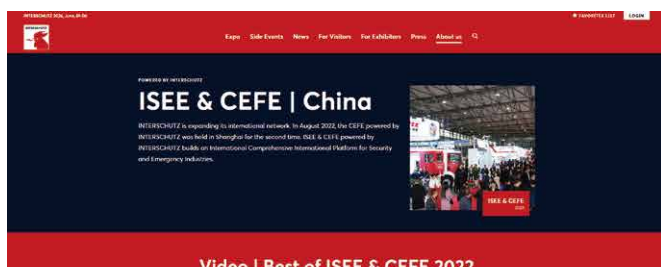 INTERSCHUTZ 2026, June, 01-06
FAVORITES LIST
LOGIN
Expo Side Events News For Visitors For Exhibitors Press About us
POWERED BY INTERSCHUTZ
ISEE & CEFE | China
INTERSCHUTZ is expanding its international network. In August 2022, the CEFE powered by
INTERSCHUTZ was held in Shanghai for the second time. ISEE & CEFE powered by
INTERSCHUTZ builds on International Comprehensive International Platform for Security
and Emergency Industries.
ISEE & CEFE
Video | Best of ISEE & CEFE 2022